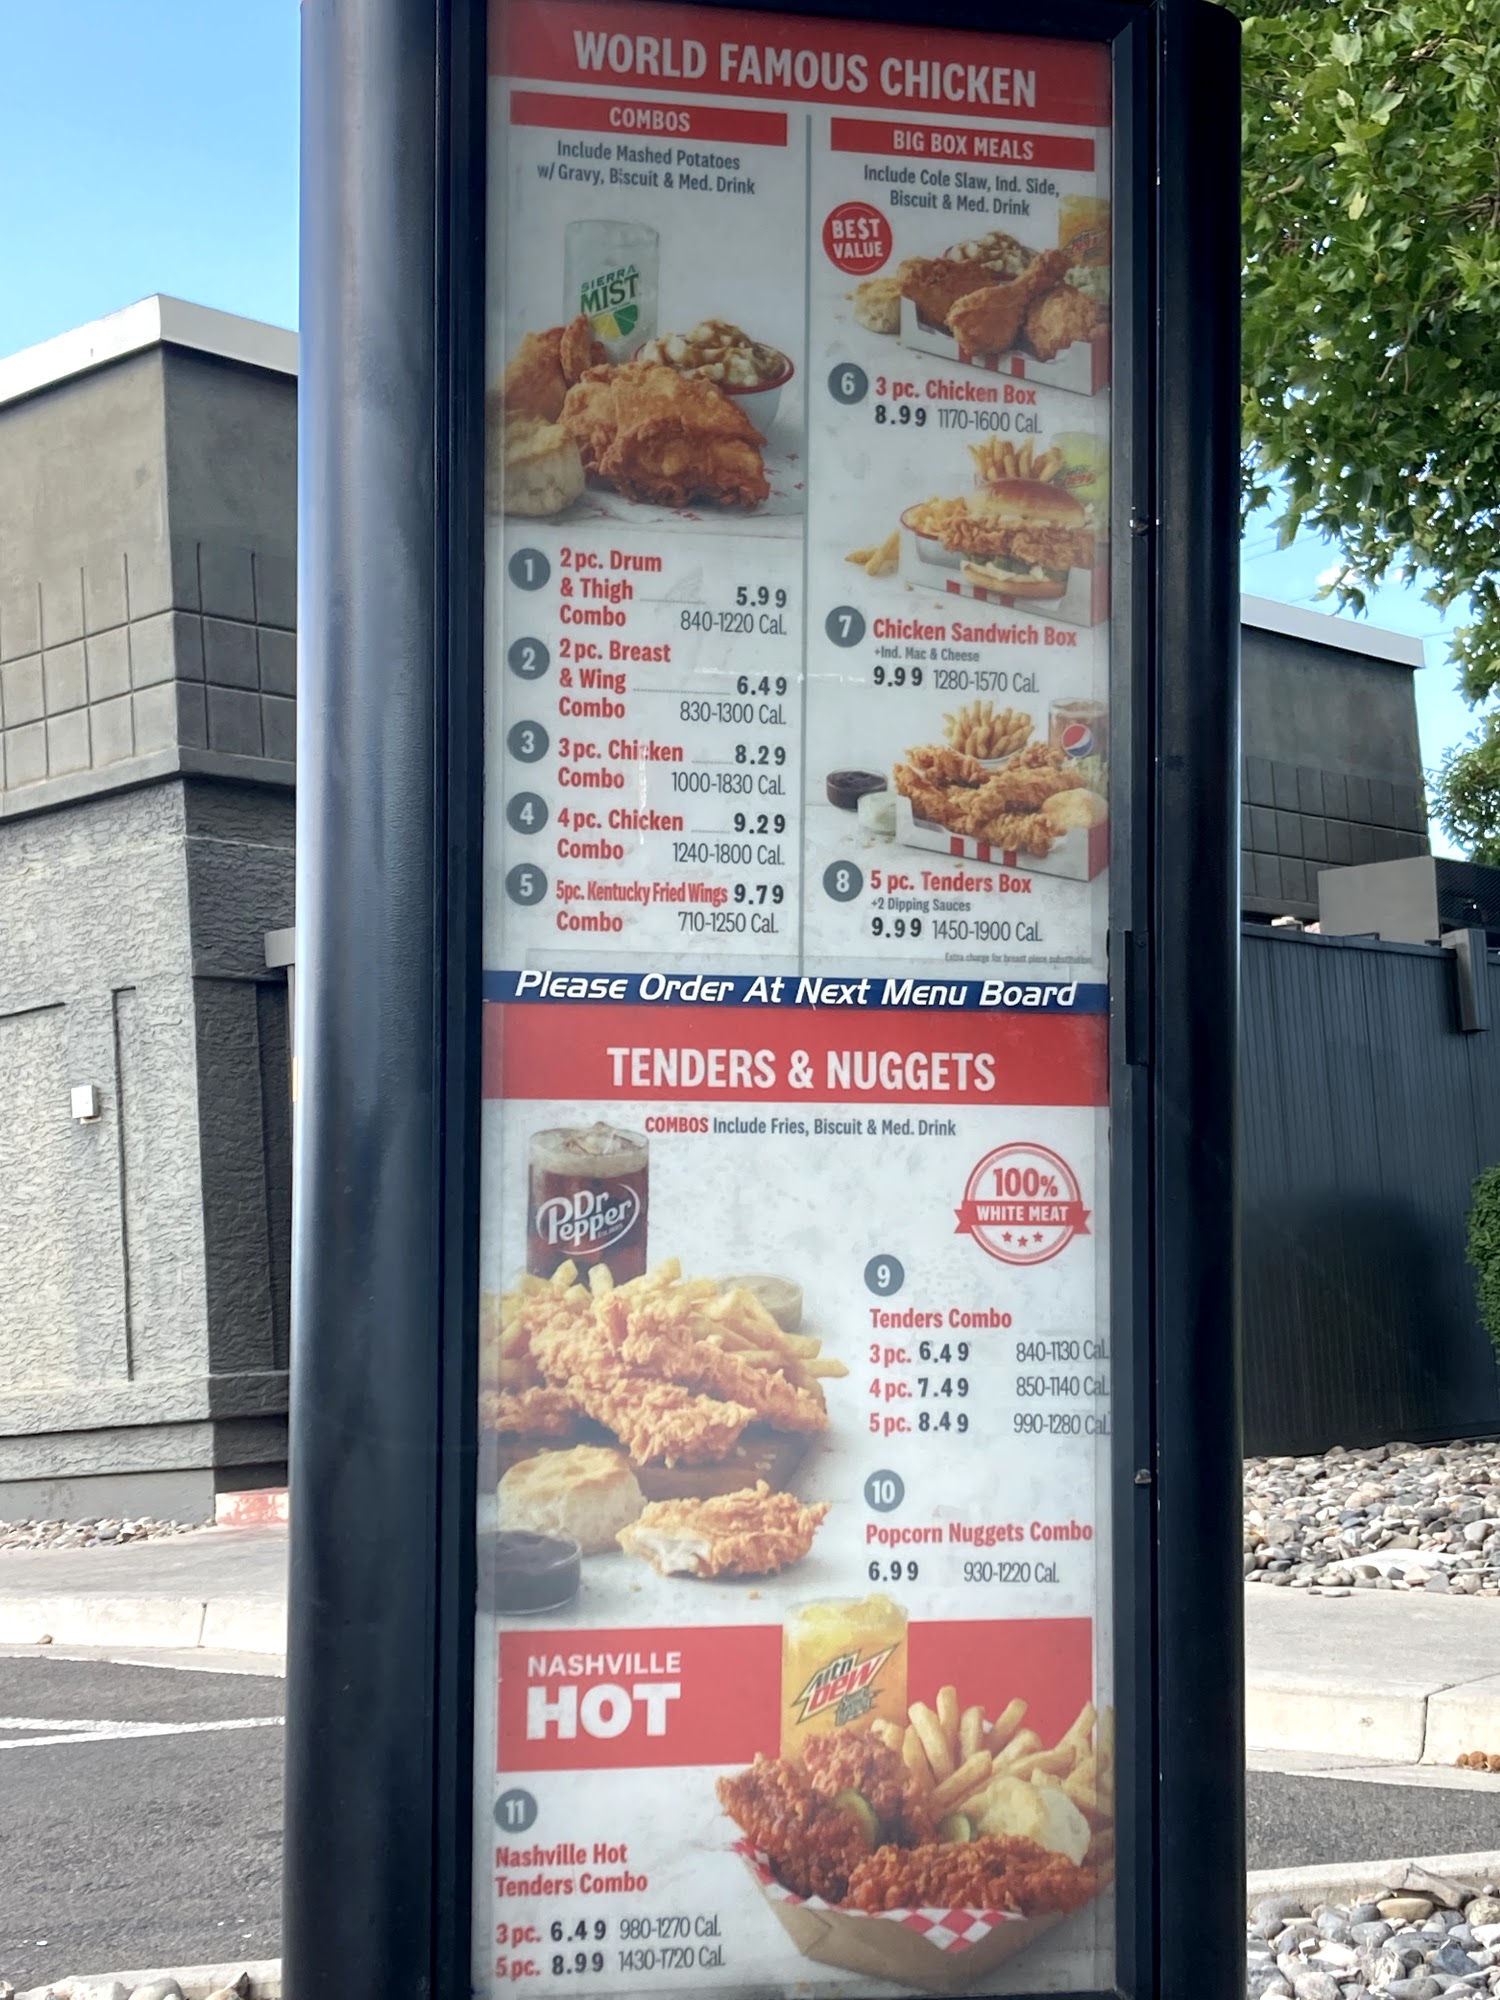 WORLD FAMOUS CHICKEN
COMBOS
Include Mashed Potatoes
w/ Gravy, Biscuit & Med. Drink
SIERRA
MIST
1
2 pc. Drum
& Thigh 5.99
Combo 840-1220 Cal.
2
2 pc. Breast
& Wing 6.49
Combo 830-1300 Cal.
3
3 pc. Chicken 8.29
Combo 1000-1830 Cal.
4
4 pc. Chicken 9.29
Combo 1240-1800 Cal.
5
5pc. Kentucky Fried Wings 9.79
Combo 710-1250 Cal.
BIG BOX MEALS
Include Cole Slaw, Ind. Side,
Biscuit & Med. Drink
BE$T
VALUE
6 3 pc. Chicken Box
8.99 1170-1600 Cal.
7 Chicken Sandwich Box
+Ind. Mac & Cheese
9.99 1280-1570 Cal.
8 5 pc. Tenders Box
+2 Dipping Sauces
9.99 1450-1900 Cal.
Extra charge for breast piece substitution
Please Order At Next Menu Board
TENDERS & NUGGETS
COMBOS Include Fries, Biscuit & Med. Drink
Dr
Pepper
100%
WHITE MEAT
9
Tenders Combo
3 pc. 6.49 840-1130 Cal.
4 pc. 7.49 850-1140 Cal.
5 pc. 8.49 990-1280 Cal.
10
Popcorn Nuggets Combo
6.99 930-1220 Cal.
NASHVILLE
HOT
Mtn
DEW
11
Nashville Hot
Tenders Combo
3 pc. 6.49 980-1270 Cal.
5 pc. 8.99 1430-1720 Cal.